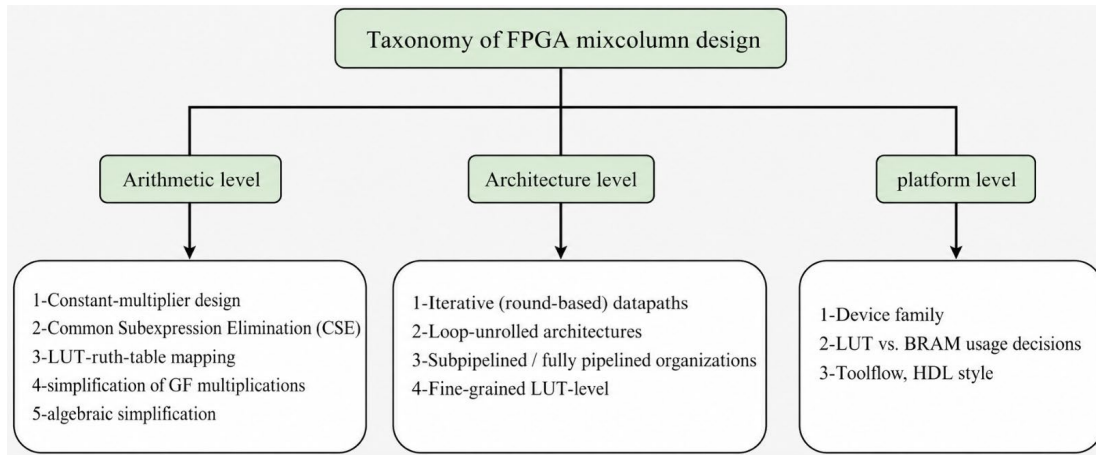 Taxonomy of FPGA mixcolumn design
Arithmetic level
Architecture level
platform level
1-Constant-multiplier design
2-Common Subexpression Elimination (CSE)
3-LUT-ruth-table mapping
4-simplification of GF multiplications
5-algebraic simplification
1-Iterative (round-based) datapaths
2-Loop-unrolled architectures
3-Subpipelined / fully pipelined organizations
4-Fine-grained LUT-level
1-Device family
2-LUT vs. BRAM usage decisions
3-Toolflow, HDL style